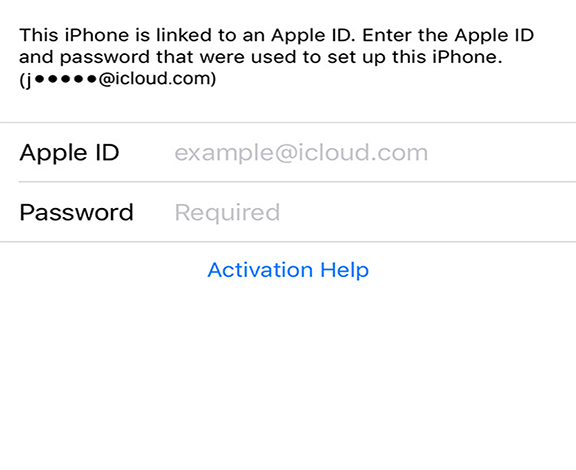 This iPhone is linked to an Apple ID. Enter the Apple ID
and password that were used to set up this iPhone.
(j●●●●●@icloud.com)
Apple ID example@icloud.com
Password Required
Activation Help